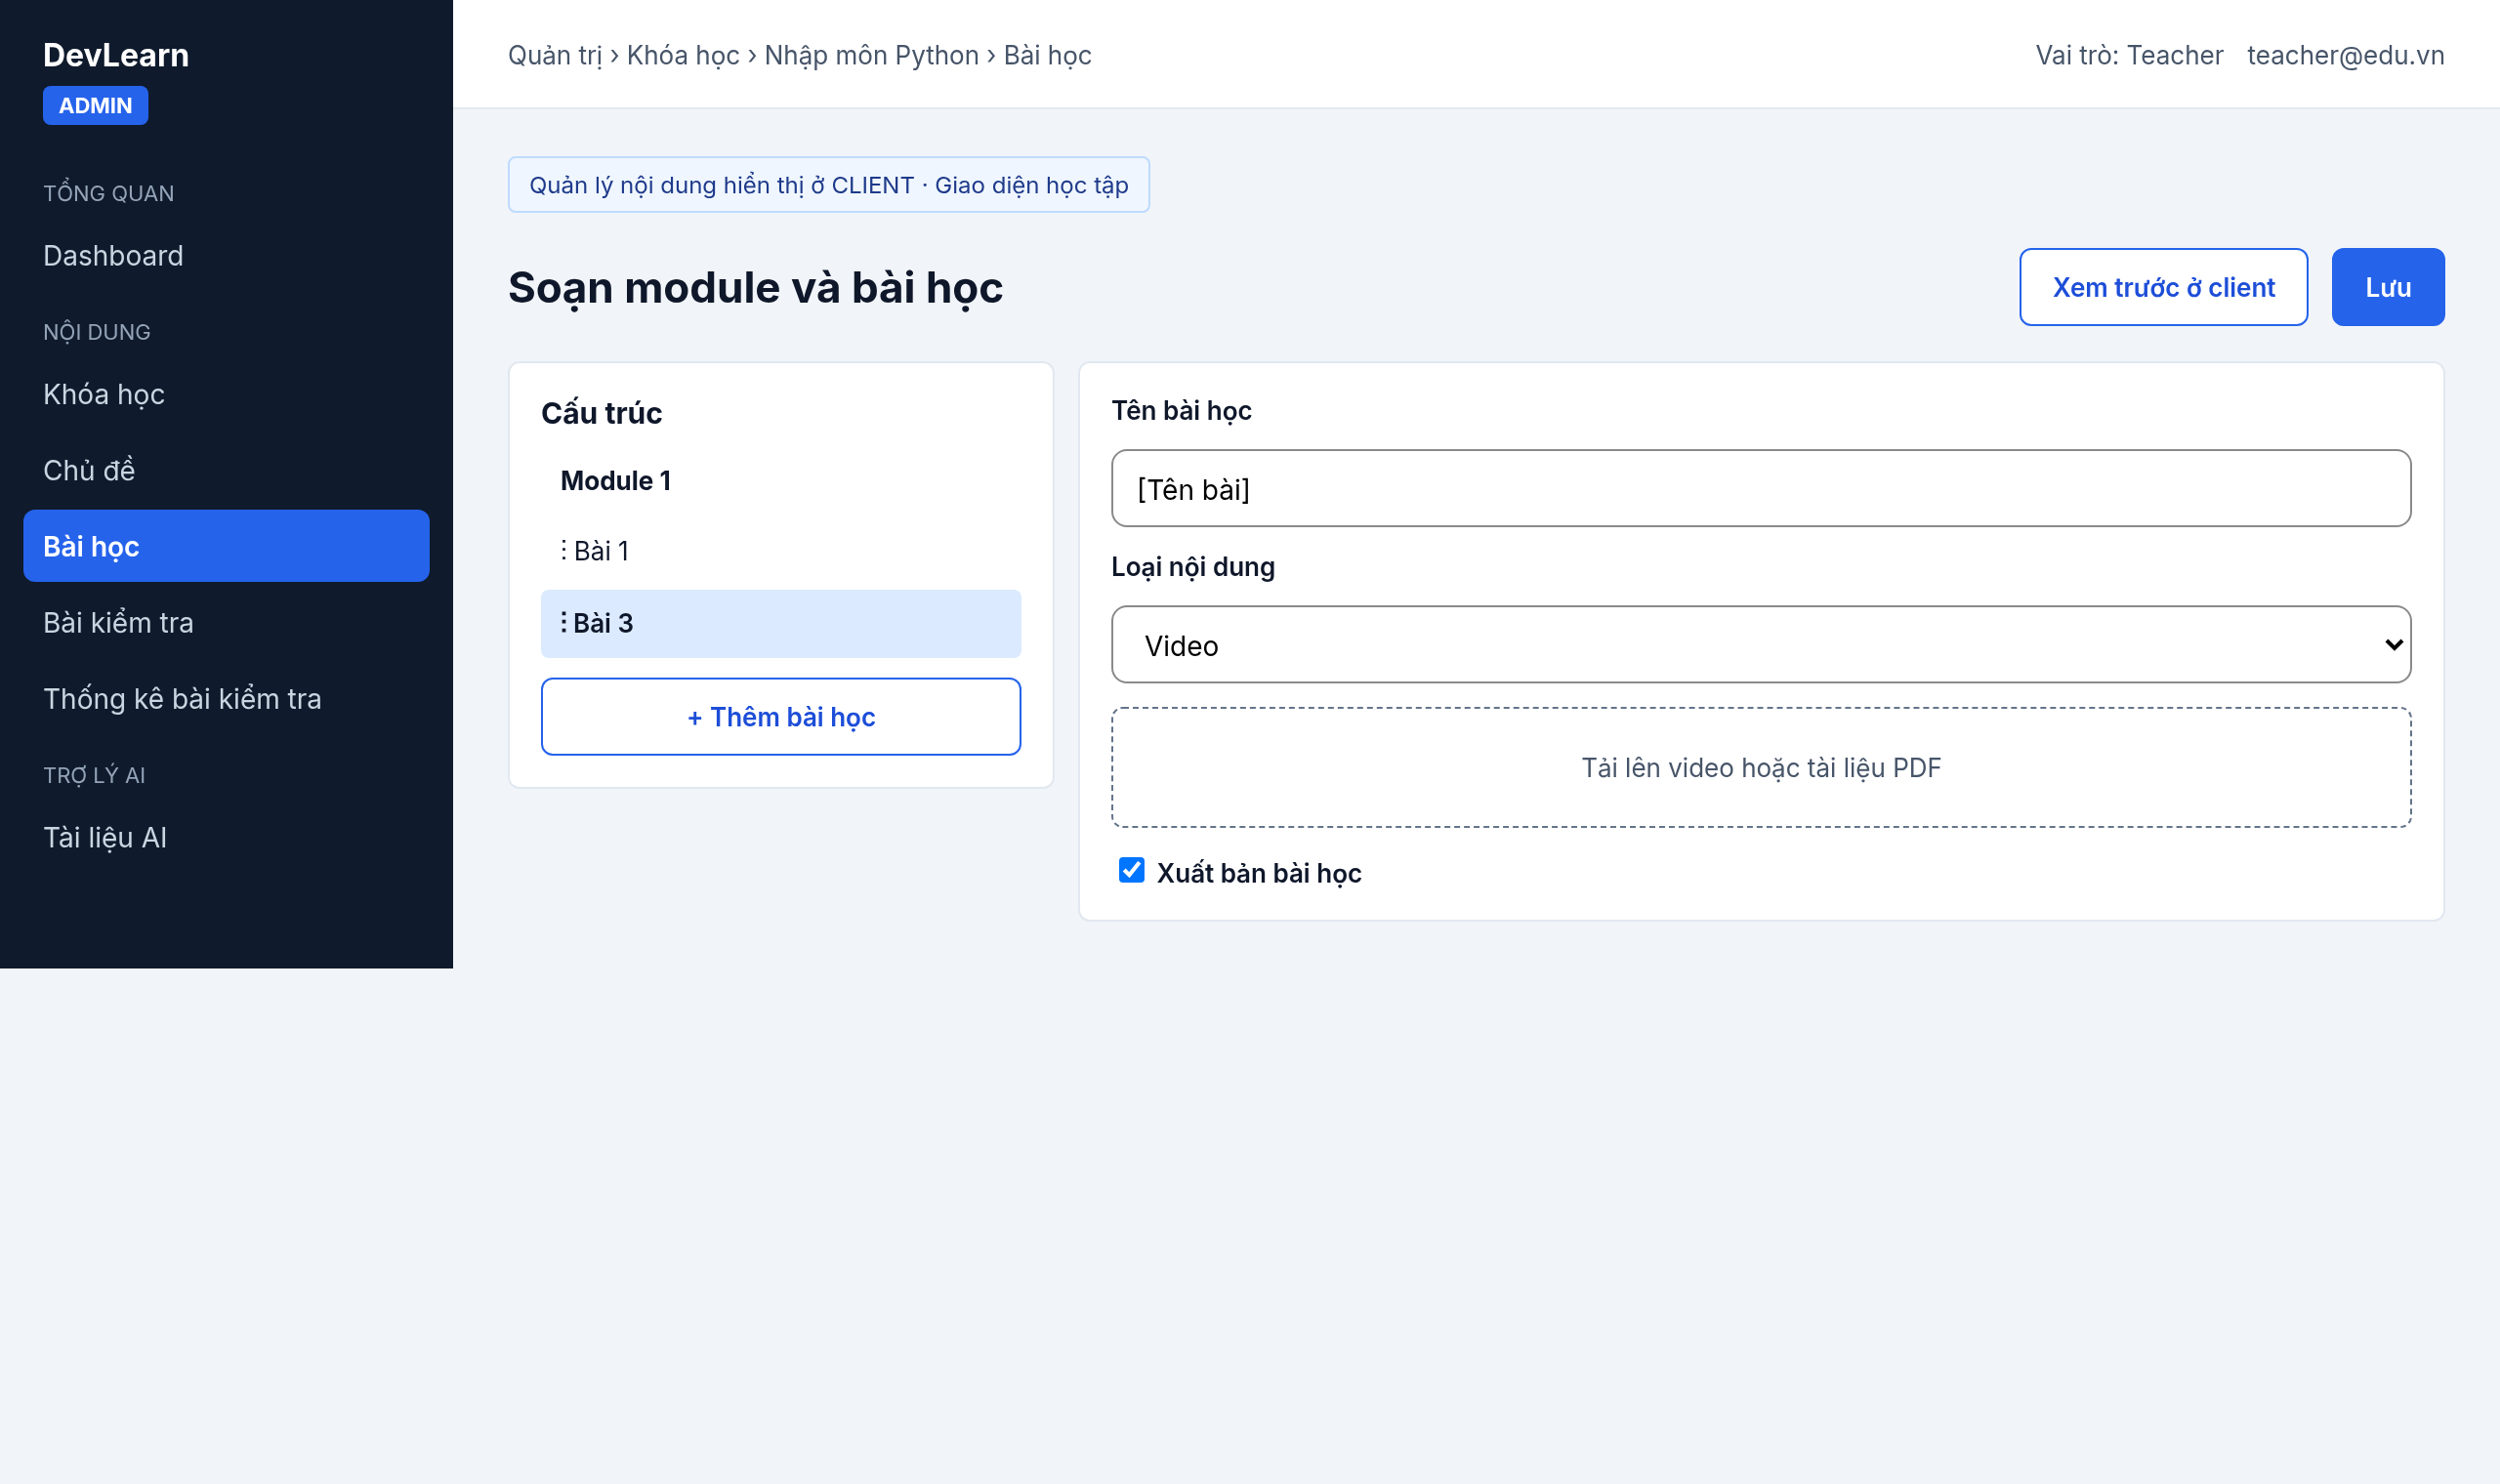 DevLearn
ADMIN
TỔNG QUAN
Dashboard
NỘI DUNG
Khóa học
Chủ đề
Bài học
Bài kiểm tra
Thống kê bài kiểm tra
TRỢ LÝ AI
Tài liệu AI
Quản trị › Khóa học › Nhập môn Python › Bài học
Vai trò: Teacher teacher@edu.vn
Quản lý nội dung hiển thị ở CLIENT · Giao diện học tập
Soạn module và bài học
Xem trước ở client
Lưu
Cấu trúc
Module 1
⋮ Bài 1
⋮ Bài 3
+ Thêm bài học
Tên bài học
[Tên bài]
Loại nội dung
Video
Tải lên video hoặc tài liệu PDF
Xuất bản bài học